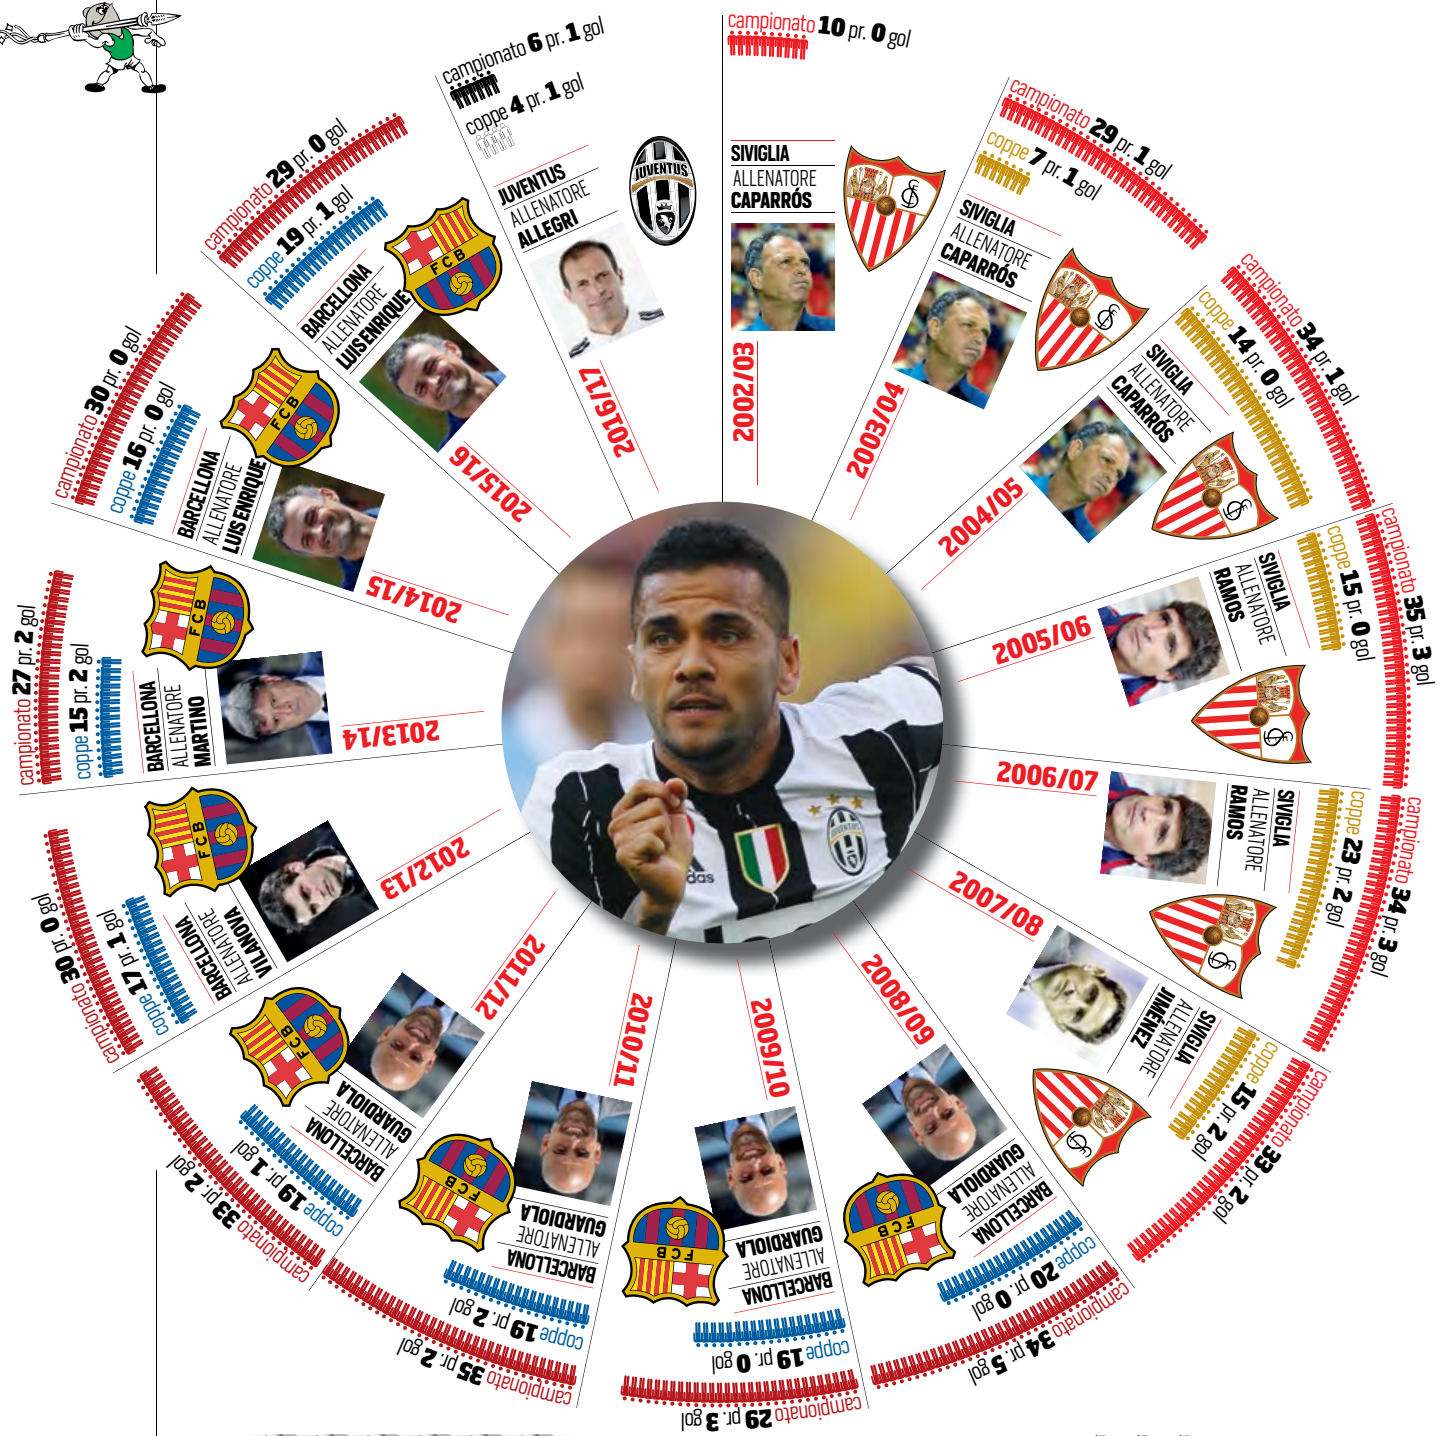 campionato 10 pr. 0 gol
SIVIGLIA
ALLENATORE
CAPARRÓS
2002/03
campionato 29 pr. 1 gol
coppe 7 pr. 1 gol
SIVIGLIA
ALLENATORE
CAPARRÓS
2003/04
campionato 34 pr. 1 gol
coppe 14 pr. 0 gol
SIVIGLIA
ALLENATORE
CAPARRÓS
2004/05
campionato 35 pr. 3 gol
coppe 15 pr. 0 gol
SIVIGLIA
ALLENATORE
RAMOS
2005/06
campionato 34 pr. 3 gol
coppe 23 pr. 2 gol
SIVIGLIA
ALLENATORE
RAMOS
2006/07
campionato 33 pr. 2 gol
coppe 15 pr. 2 gol
SIVIGLIA
ALLENATORE
JIMÉNEZ
2007/08
campionato 34 pr. 5 gol
coppe 20 pr. 0 gol
BARCELLONA
ALLENATORE
GUARDIOLA
FCB
2008/09
campionato 29 pr. 3 gol
coppe 19 pr. 0 gol
BARCELLONA
ALLENATORE
GUARDIOLA
FCB
2009/10
campionato 35 pr. 2 gol
coppe 19 pr. 2 gol
BARCELLONA
ALLENATORE
GUARDIOLA
FCB
2010/11
campionato 33 pr. 2 gol
coppe 19 pr. 1 gol
BARCELLONA
ALLENATORE
GUARDIOLA
FCB
2011/12
campionato 30 pr. 0 gol
coppe 17 pr. 1 gol
BARCELLONA
ALLENATORE
VILANOVA
FCB
2012/13
campionato 27 pr. 2 gol
coppe 15 pr. 2 gol
BARCELLONA
ALLENATORE
MARTINO
FCB
2013/14
campionato 30 pr. 0 gol
coppe 16 pr. 0 gol
BARCELLONA
ALLENATORE
LUIS ENRIQUE
FCB
2014/15
campionato 29 pr. 0 gol
coppe 19 pr. 1 gol
BARCELLONA
ALLENATORE
LUIS ENRIQUE
FCB
2015/16
campionato 6 pr. 1 gol
coppe 4 pr. 1 gol
JUVENTUS
ALLENATORE
ALLEGRI
JUVENTUS
2016/17
JUVENTUS
das